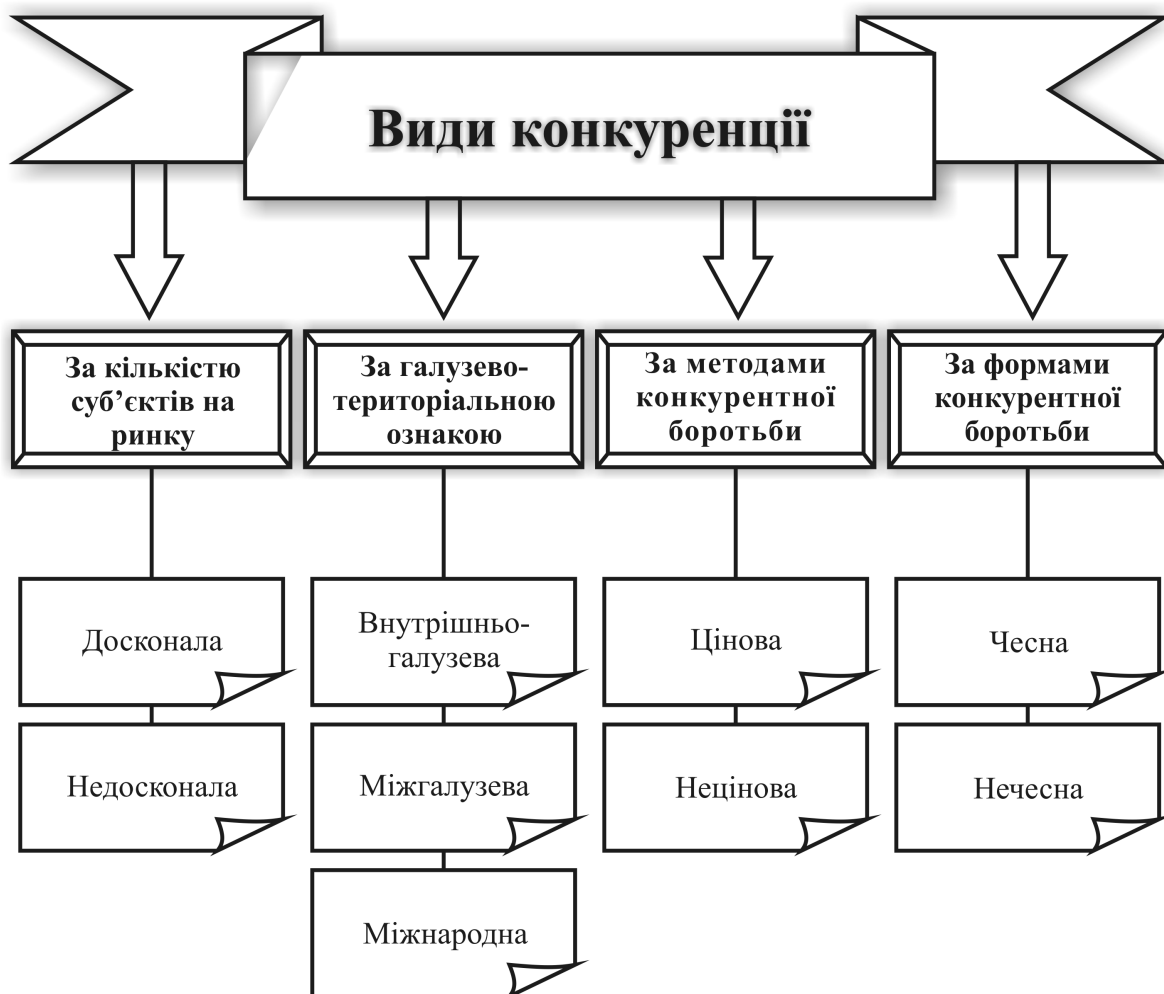 Види конкуренції
За кількістю
суб’єктів на
ринку
За галузево-
територіальною
ознакою
За методами
конкурентної
боротьби
За формами
конкурентної
боротьби
Досконала
Недосконала
Внутрішньо-
галузева
Міжгалузева
Міжнародна
Цінова
Нецінова
Чесна
Нечесна